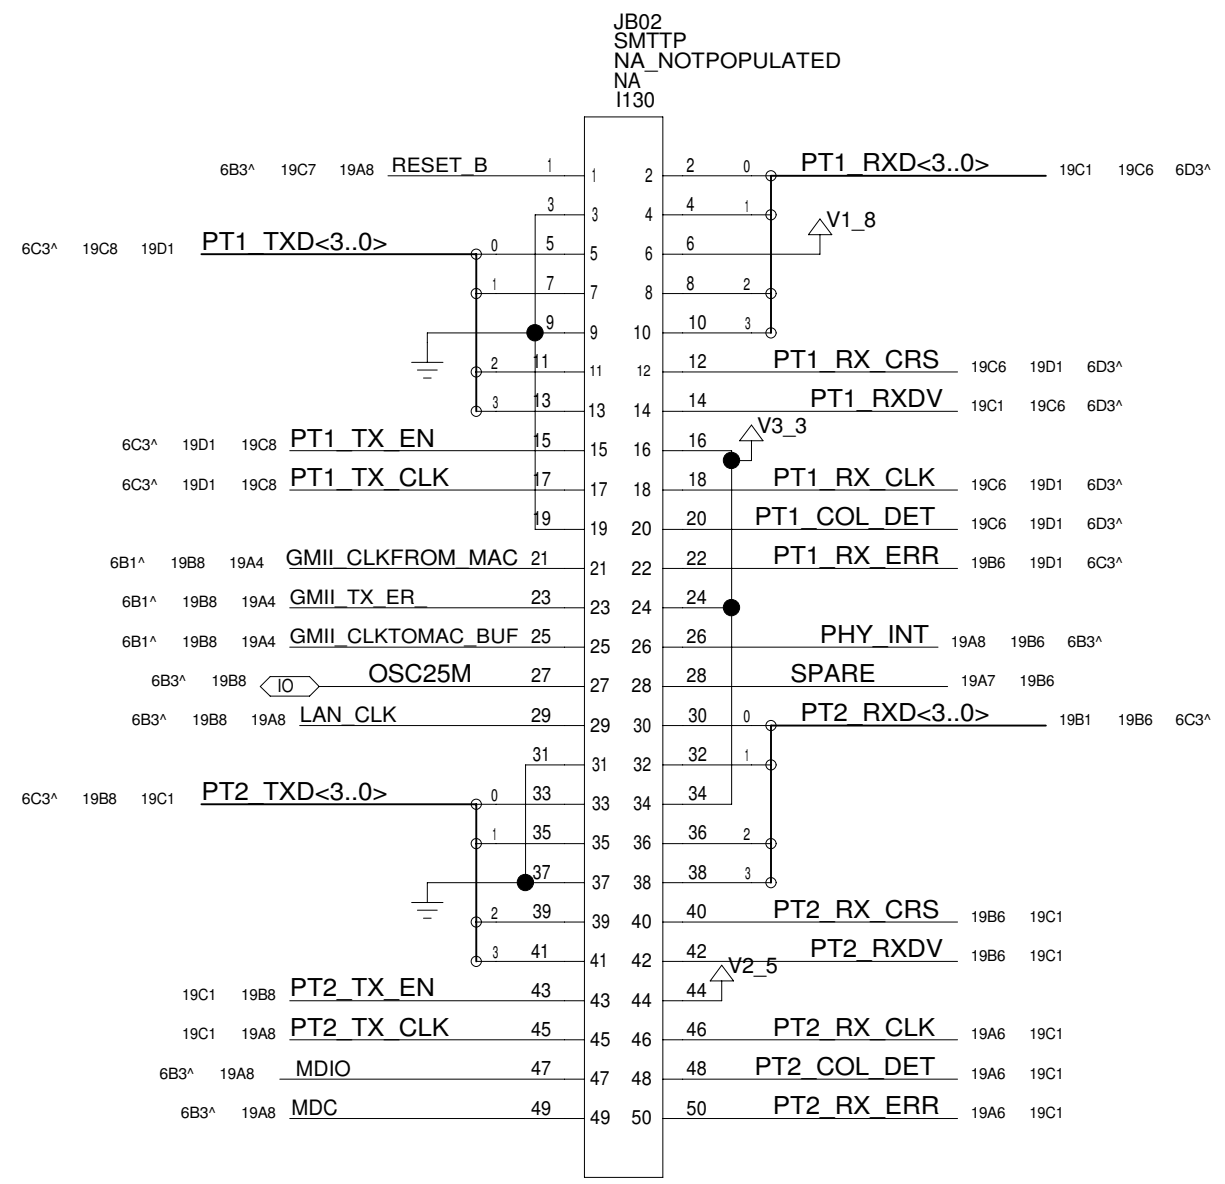 JB02
SMTTP
NA_NOTPOPULATED
NA
I130
6B3^ 19C7 19A8 RESET_B 1 1 2 2 0 PT1_RXD<3..0> 19C1 19C6 6D3^
3 3 4 4 1
V1_8
6C3^ 19C8 19D1 PT1_TXD<3..0> 0 5 5 6 6
1 7 7 8 8 2
9 9 10 10 3
2 11 11 12 12 PT1_RX_CRS 19C6 19D1 6D3^
3 13 13 14 14 PT1_RXDV 19C1 19C6 6D3^
V3_3
6C3^ 19D1 19C8 PT1_TX_EN 15 15 16 16
6C3^ 19D1 19C8 PT1_TX_CLK 17 17 18 18 PT1_RX_CLK 19C6 19D1 6D3^
19 19 20 20 PT1_COL_DET 19C6 19D1 6D3^
6B1^ 19B8 19A4 GMII_CLKFROM_MAC 21 21 22 22 PT1_RX_ERR 19B6 19D1 6C3^
6B1^ 19B8 19A4 GMII_TX_ER_ 23 23 24 24
6B1^ 19B8 19A4 GMII_CLKTOMAC_BUF 25 25 26 26 PHY_INT 19A8 19B6 6B3^
6B3^ 19B8 IO OSC25M 27 27 28 28 SPARE 19A7 19B6
6B3^ 19B8 19A8 LAN_CLK 29 29 30 30 0 PT2_RXD<3..0> 19B1 19B6 6C3^
31 31 32 32 1
6C3^ 19B8 19C1 PT2_TXD<3..0> 0 33 33 34 34
1 35 35 36 36 2
37 37 38 38 3
2 39 39 40 40 PT2_RX_CRS 19B6 19C1
3 41 41 42 42 PT2_RXDV 19B6 19C1
V2_5
19C1 19B8 PT2_TX_EN 43 43 44 44
19C1 19A8 PT2_TX_CLK 45 45 46 46 PT2_RX_CLK 19A6 19C1
6B3^ 19A8 MDIO 47 47 48 48 PT2_COL_DET 19A6 19C1
6B3^ 19A8 MDC 49 49 50 50 PT2_RX_ERR 19A6 19C1